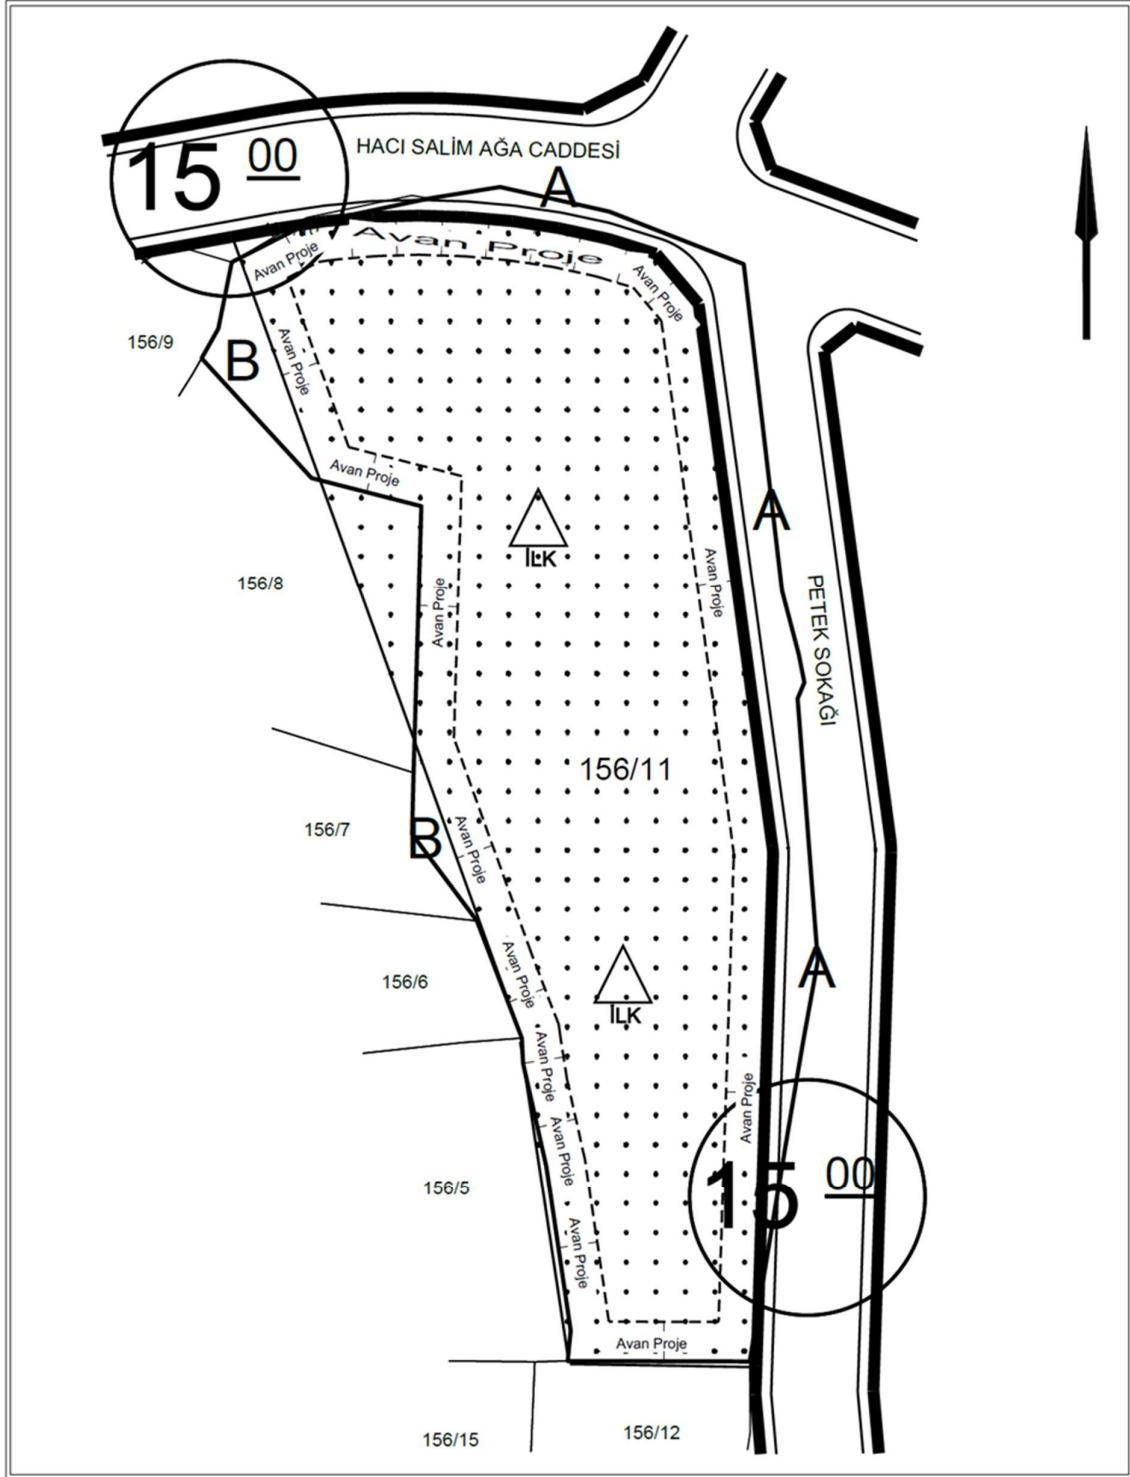 HACI SALİM AĞA CADDESİ
15 00
A
Avan Proje
Avan Proje
Avan Proje
156/9
B
Avan Proje
Avan Proje
A
İLK
Avan Proje
156/8
Avan Proje
PETEK SOKAĞI
156/11
156/7
B
Avan Proje
156/6
Avan Proje
A
İLK
Avan Proje
Avan Proje
Avan Proje
156/5
15 00
Avan Proje
Avan Proje
156/15
156/12